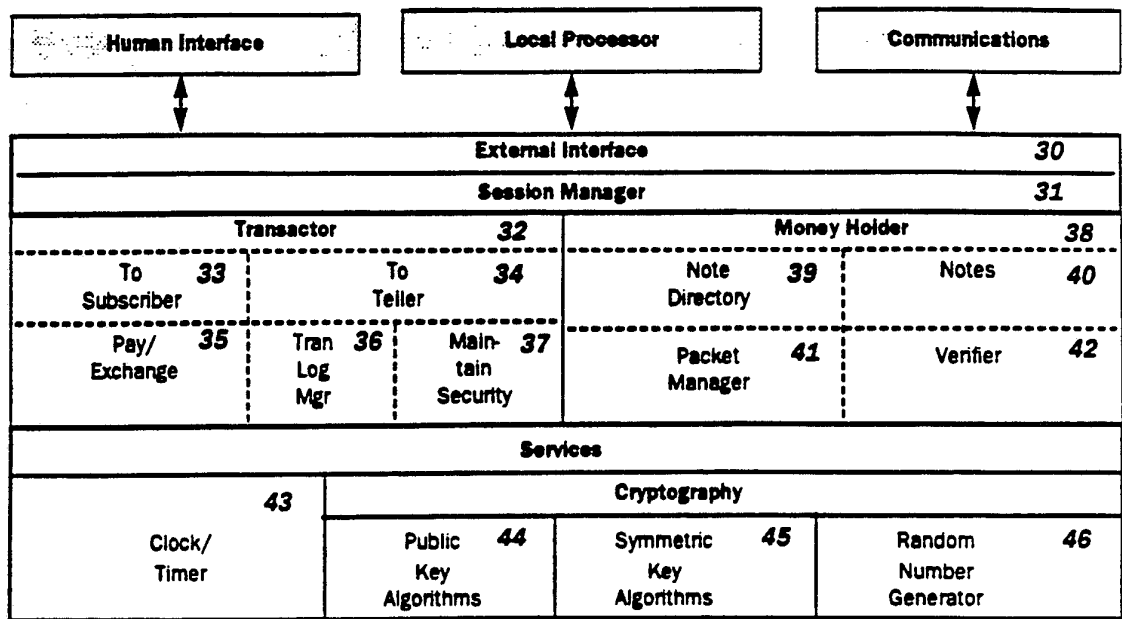 Human Interface
Local Processor
Communications
External Interface 30
Session Manager 31
Transactor 32
Money Holder 38
To 33
Subscriber
To 34
Teller
Note 39
Directory
Notes 40
Pay/ 35
Exchange
Tran 36
Log
Mgr
Main- 37
tain
Security
Packet 41
Manager
Verifier 42
Services
43
Clock/
Timer
Cryptography
Public 44
Key
Algorithms
Symmetric 45
Key
Algorithms
Random 46
Number
Generator